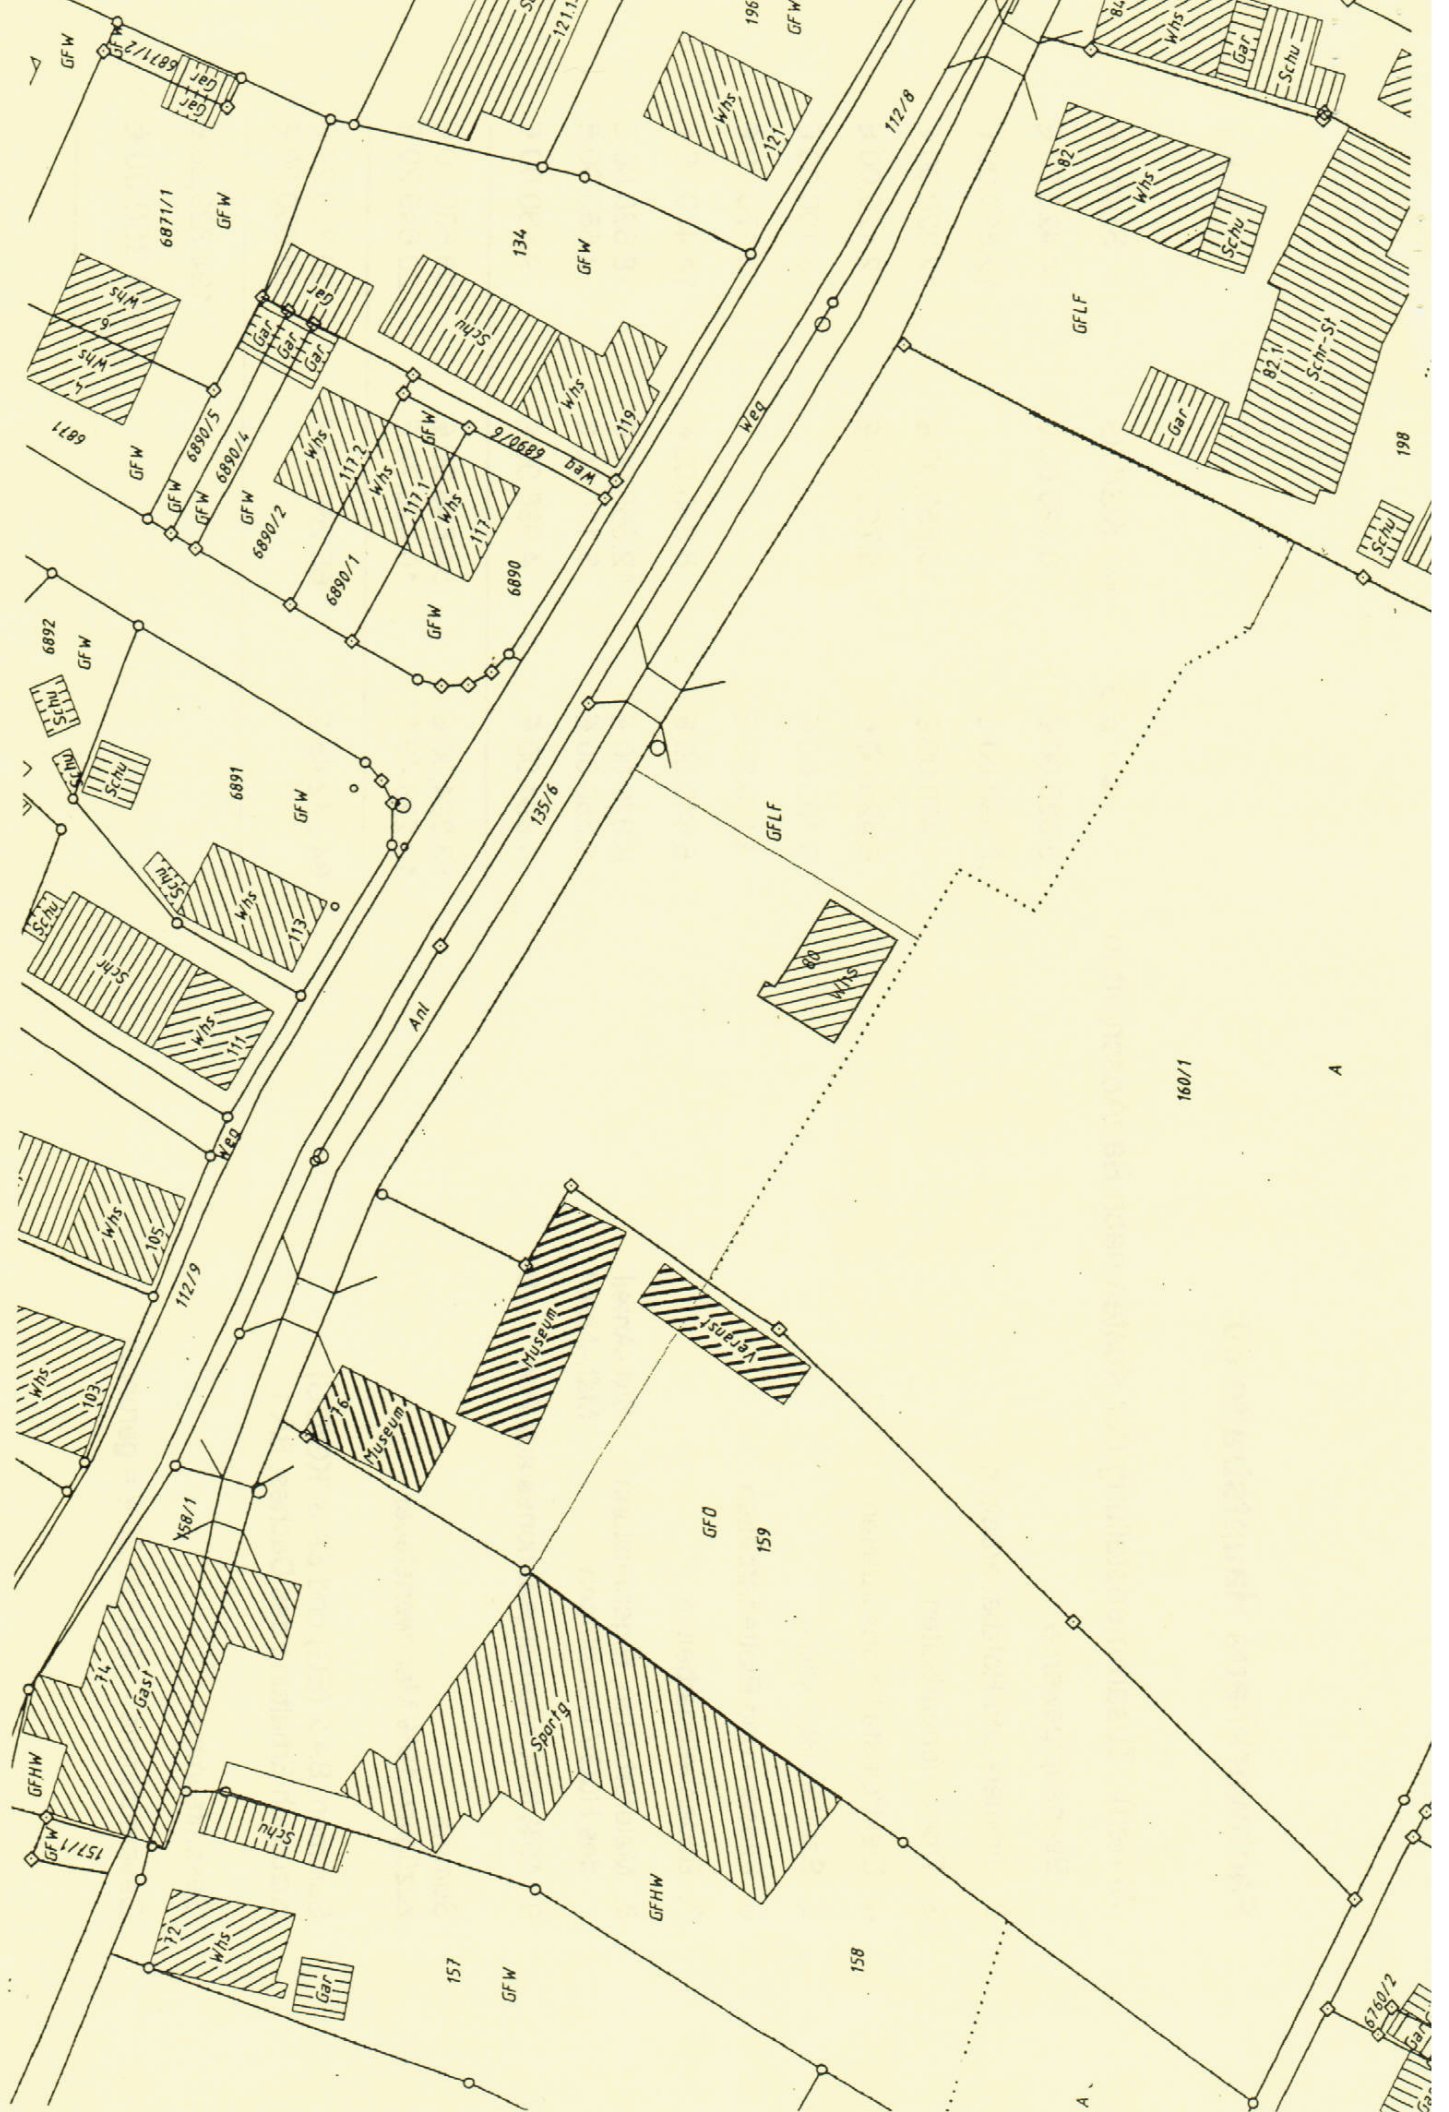 GFW
GFW
6871/2
Gar
Gar
121.1
196
GFW
84
Whs
Gar
Schu
Whs
121
112/8
82
Whs
Schu
6871/1
GFW
134
GFW
Whs
6
Whs
4
Gar
Gar
Gar
Gar
Schu
Whs
119
GFLF
82.1
Schr-St
Gar
198
Schu
6871
GFW
6890/5
6890/4
GFW
GFW
GFW
6890/2
Whs
117.2
Whs
117.1
Whs
117
GFW
6890/6
Weg
Weg
6890/1
6890
GFW
6892
GFW
Schu
Schu
Schu
6891
GFW
Schu
Whs
113
Schu
Schr
Whs
111
135/6
Anl
GFLF
80
Whs
160/1
A
Weg
Whs
105
112/9
Whs
103
Museum
Veranst
76
Museum
158/1
GFO
159
74
Gast
Sportg
GFHW
GFW
157/1
Schu
72
Whs
Gar
157
GFW
GFHW
158
A
6760/2
Gar